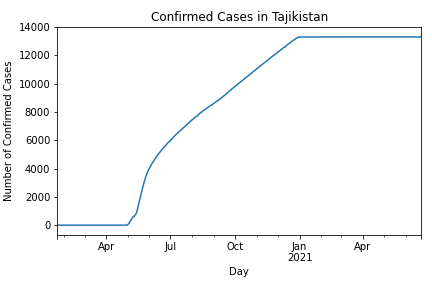 Confirmed Cases in Tajikistan
14000
12000
10000
8000
6000
4000
2000
0
Number of Confirmed Cases
Apr Jul Oct Jan Apr
2021
Day